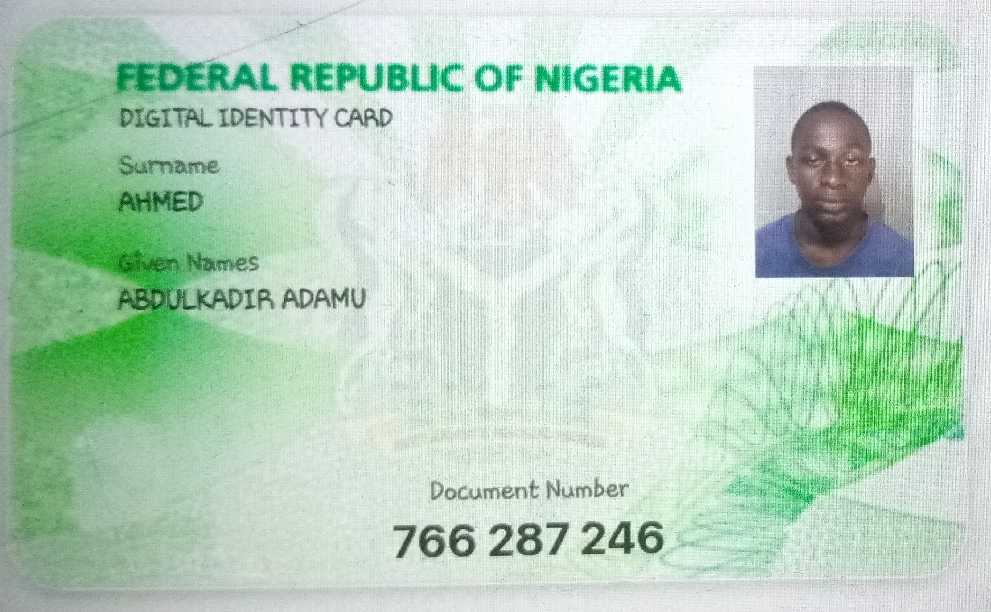 FEDERAL REPUBLIC OF NIGERIA
DIGITAL IDENTITY CARD
Surname
AHMED
Given Names
ABDULKADIR ADAMU
Document Number
766 287 246